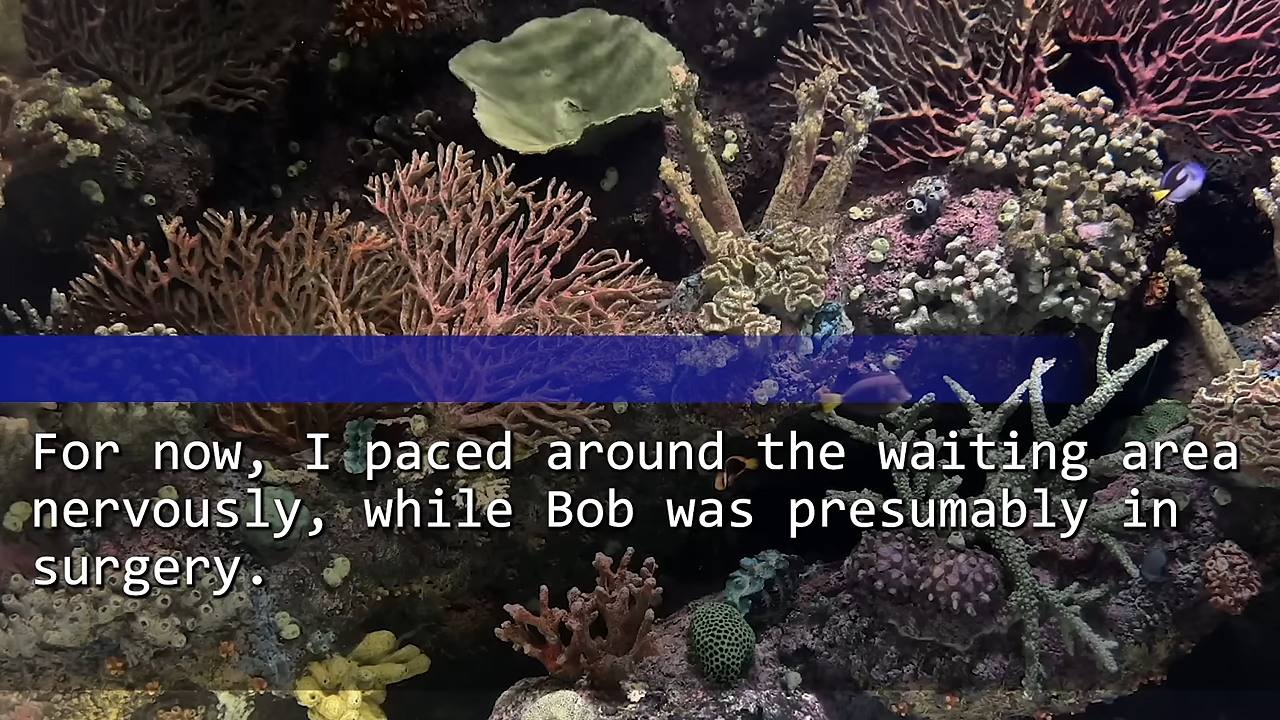 For now, I paced around the waiting area
nervously, while Bob was presumably in
surgery.